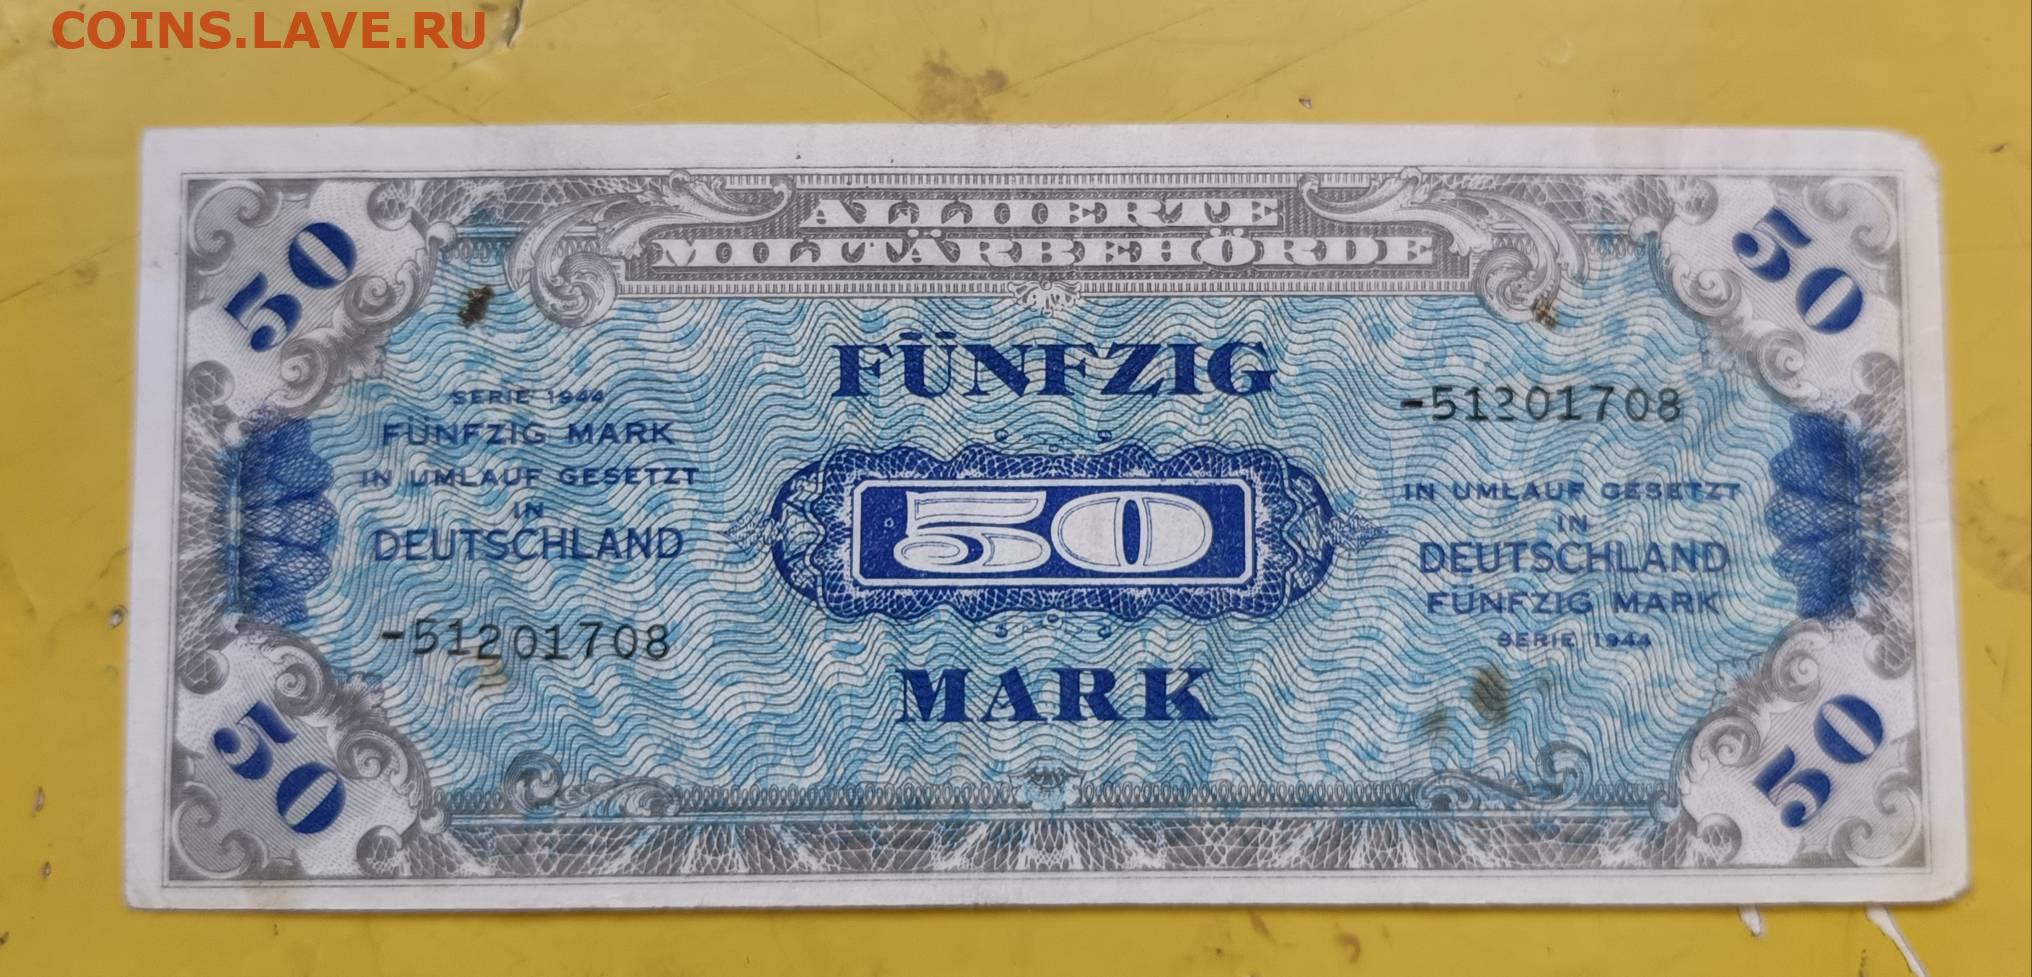 COINS.LAVE.RU
50
50
ALLIIERTE
MILITÄRBEHÖRDE
FÜNFZIG
SERIE 1944
FÜNFZIG MARK
IN UMLAUF GESETZT
IN
DEUTSCHLAND
-51201708
50
-51201708
IN UMLAUF GESETZT
IN
DEUTSCHLAND
FÜNFZIG MARK
SERIE 1944
MARK
50
50